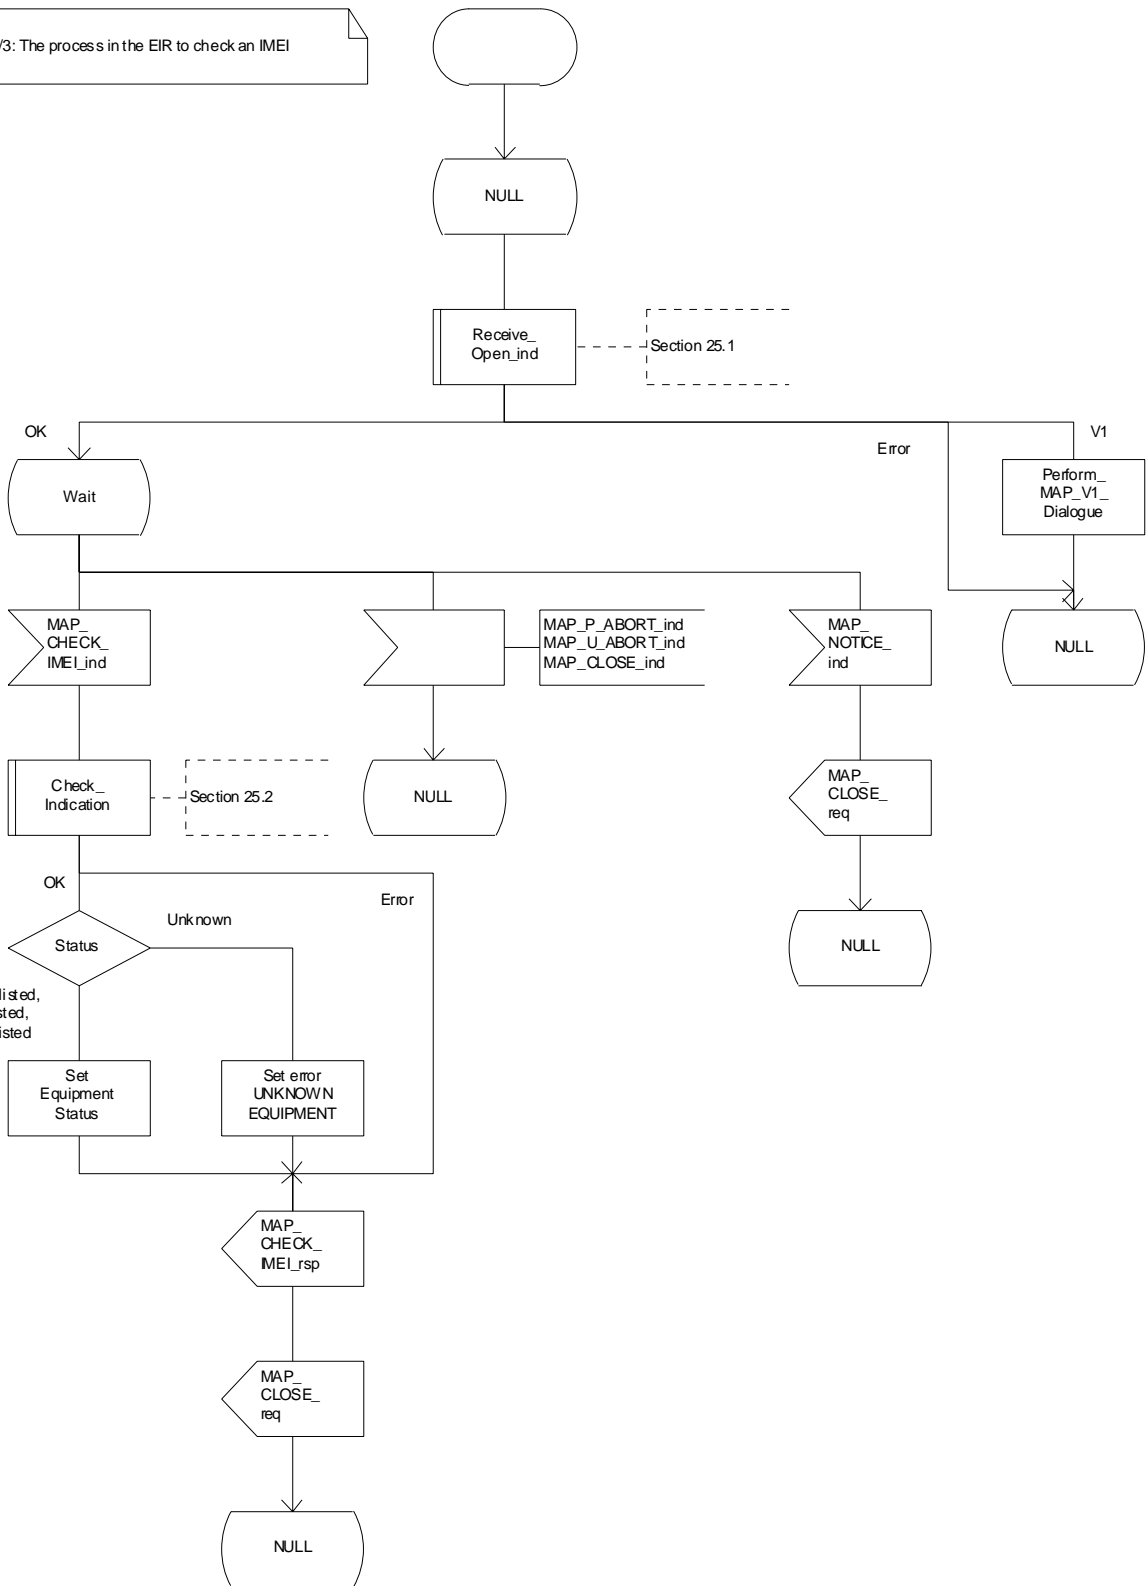 /3: The process in the EIR to check an IMEI
NULL
Receive_
Open_ind
Section 25.1
OK
Error
V1
Wait
Perform_
MAP_V1_
Dialogue
MAP_
CHECK_
IMEI_ind
MAP_P_ABORT_ind
MAP_U_ABORT_ind
MAP_CLOSE_ind
MAP_
NOTICE_
ind
NULL
Check_
Indication
Section 25.2
NULL
MAP_
CLOSE_
req
OK
Error
Unknown
Status
NULL
listed,
sted,
isted
Set
Equipment
Status
Set error
UNKNOWN
EQUIPMENT
MAP_
CHECK_
IMEI_rsp
MAP_
CLOSE_
req
NULL